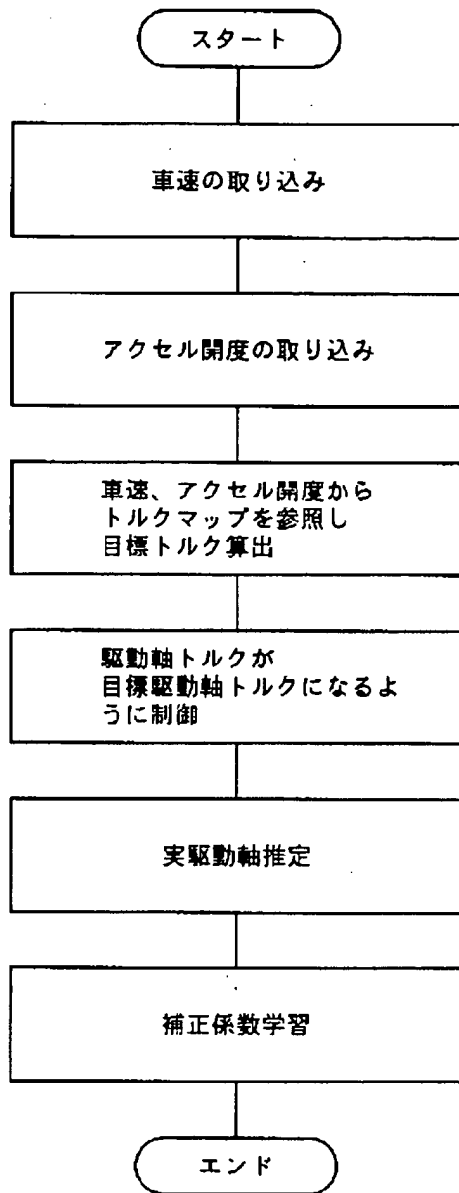 スタート
車速の取り込み
アクセル開度の取り込み
車速、アクセル開度から
トルクマップを参照し
目標トルク算出
駆動軸トルクが
目標駆動軸トルクになるよ
うに制御
実駆動軸推定
補正係数学習
エンド